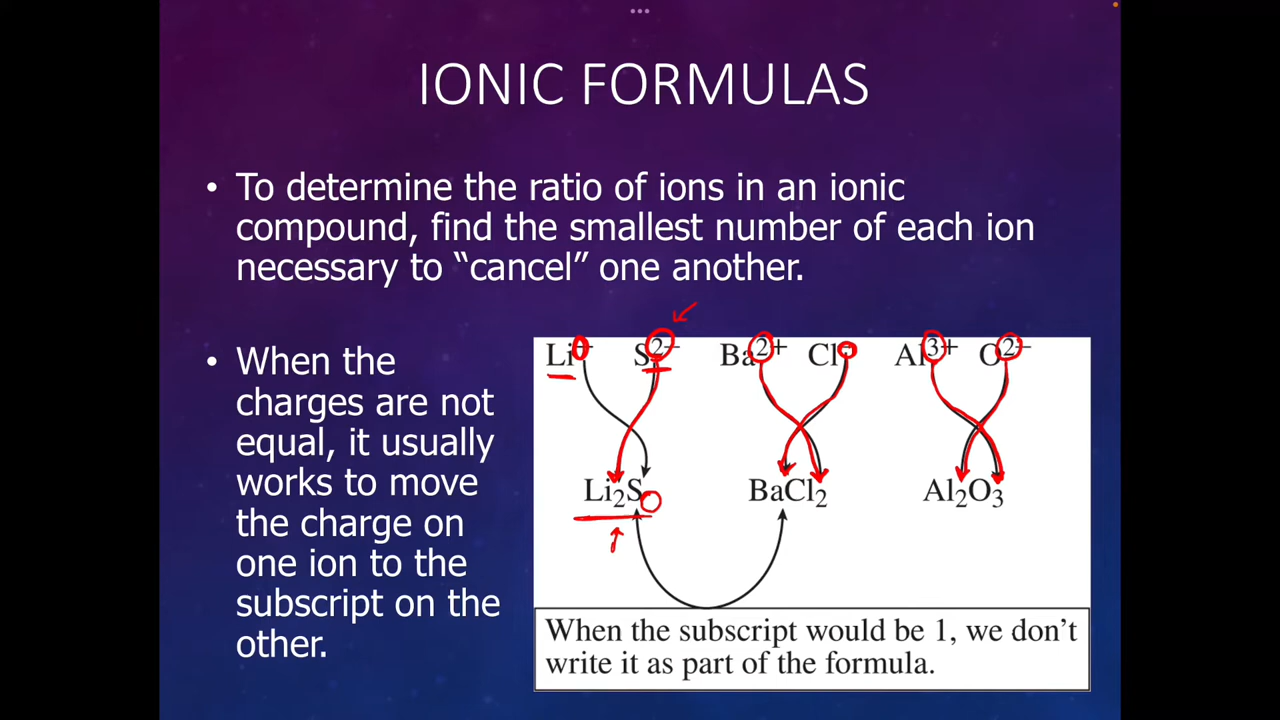 IONIC FORMULAS
• To determine the ratio of ions in an ionic
compound, find the smallest number of each ion
necessary to “cancel” one another.
• When the
charges are not
equal, it usually
works to move
the charge on
one ion to the
subscript on the
other.
Li⁺ S²⁻ Ba²⁺ Cl⁻ Al³⁺ O²⁻
Li₂S BaCl₂ Al₂O₃
When the subscript would be 1, we don’t
write it as part of the formula.